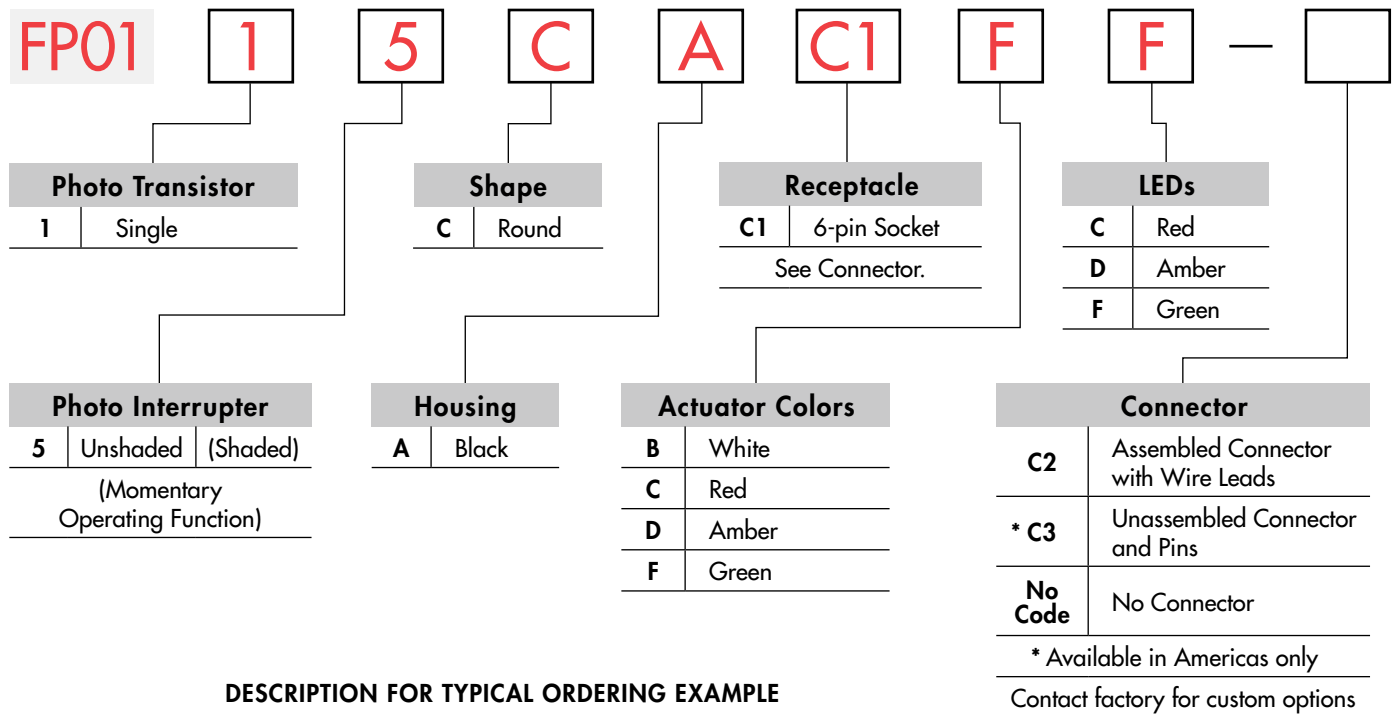 FP01 1 5 C A C1 F F —
Photo Transistor
1 Single
Shape
C Round
Receptacle
C1 6-pin Socket
See Connector.
LEDs
C Red
D Amber
F Green
Photo Interrupter
5 Unshaded (Shaded)
(Momentary
Operating Function)
Housing
A Black
Actuator Colors
B White
C Red
D Amber
F Green
Connector
C2 Assembled Connector
with Wire Leads
* C3 Unassembled Connector
and Pins
No
Code No Connector
* Available in Americas only
Contact factory for custom options
DESCRIPTION FOR TYPICAL ORDERING EXAMPLE